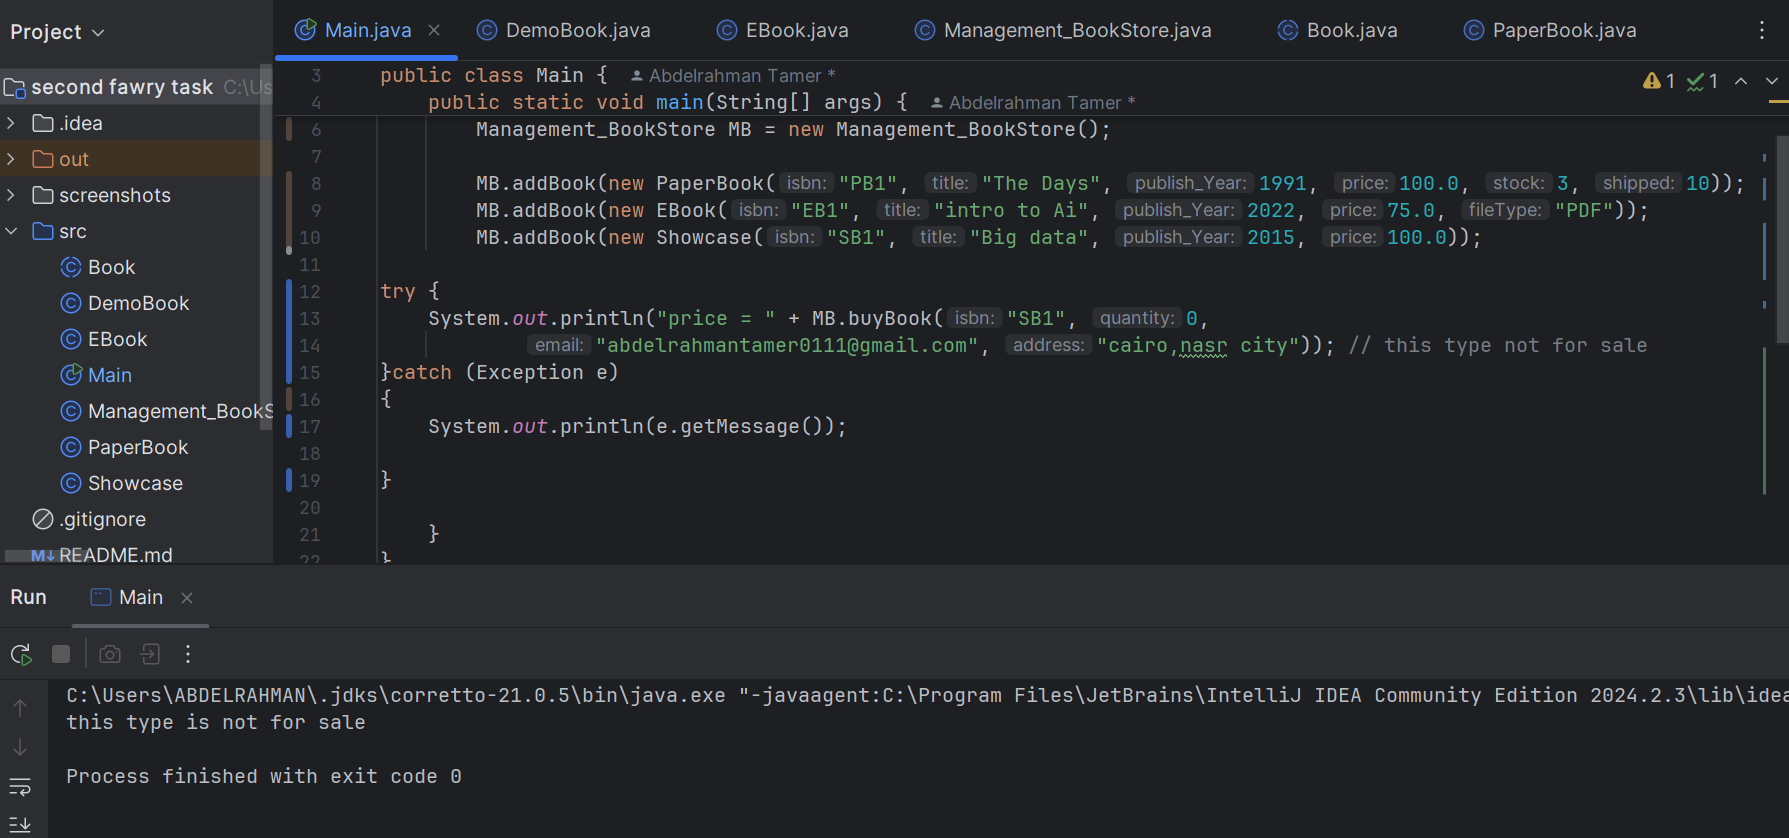 Project
Main.java
DemoBook.java
EBook.java
Management_BookStore.java
Book.java
PaperBook.java
second fawry task C:\Us
.idea
out
screenshots
src
Book
DemoBook
EBook
Main
Management_BookS
PaperBook
Showcase
.gitignore
M↓ README.md
1 1
3 public class Main { Abdelrahman Tamer *
4 public static void main(String[] args) { Abdelrahman Tamer *
6 Management_BookStore MB = new Management_BookStore();
7
8 MB.addBook(new PaperBook( isbn: "PB1", title: "The Days", publish_Year: 1991, price: 100.0, stock: 3, shipped: 10));
9 MB.addBook(new EBook( isbn: "EB1", title: "intro to Ai", publish_Year: 2022, price: 75.0, fileType: "PDF"));
10 MB.addBook(new Showcase( isbn: "SB1", title: "Big data", publish_Year: 2015, price: 100.0));
11
12 try {
13 System.out.println("price = " + MB.buyBook( isbn: "SB1", quantity: 0,
14 email: "abdelrahmantamer0111@gmail.com", address: "cairo,nasr city")); // this type not for sale
15 }catch (Exception e)
16 {
17 System.out.println(e.getMessage());
18
19 }
20
21 }
22 }
Run
Main
C:\Users\ABDELRAHMAN\.jdks\corretto-21.0.5\bin\java.exe "-javaagent:C:\Program Files\JetBrains\IntelliJ IDEA Community Edition 2024.2.3\lib\idea
this type is not for sale
Process finished with exit code 0